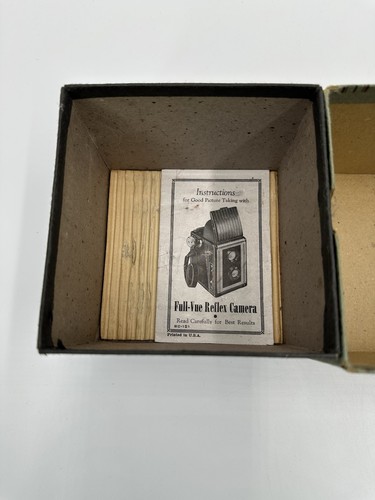 Instructions
for Good Picture Taking with
Full-Vue Reflex Camera
Read Carefully for Best Results
Printed in U.S.A.